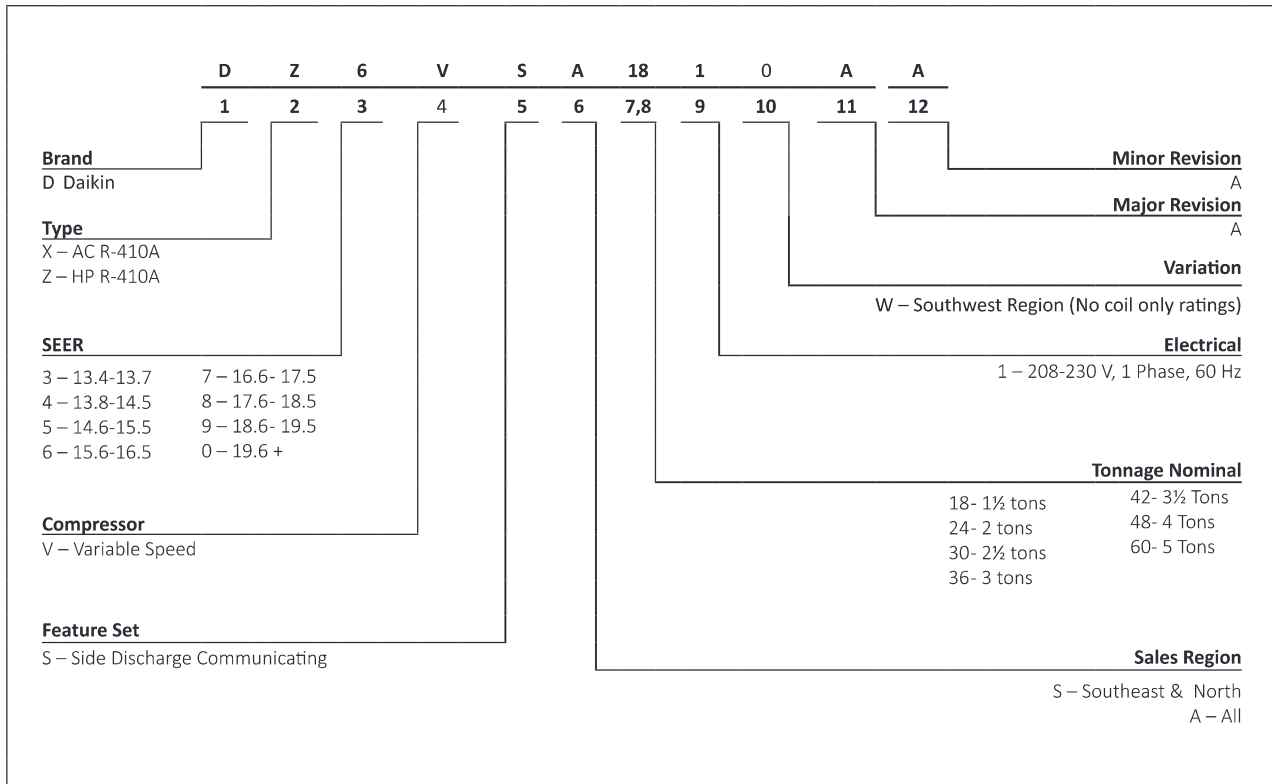 D Z 6 V S A 18 1 0 A A
1 2 3 4 5 6 7,8 9 10 11 12
Brand
D Daikin
Type
X – AC R-410A
Z – HP R-410A
SEER
3 – 13.4-13.7 7 – 16.6- 17.5
4 – 13.8-14.5 8 – 17.6- 18.5
5 – 14.6-15.5 9 – 18.6- 19.5
6 – 15.6-16.5 0 – 19.6 +
Compressor
V – Variable Speed
Feature Set
S – Side Discharge Communicating
Minor Revision
A
Major Revision
A
Variation
W – Southwest Region (No coil only ratings)
Electrical
1 – 208-230 V, 1 Phase, 60 Hz
Tonnage Nominal
18- 1½ tons 42- 3½ Tons
24- 2 tons 48- 4 Tons
30- 2½ tons 60- 5 Tons
36- 3 tons
Sales Region
S – Southeast & North
A – All